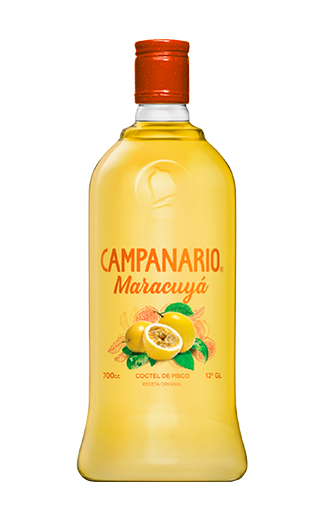 CAMPANARIO®
Maracuyá
700cc COCTEL DE PISCO 12° GL
RECETA ORIGINAL